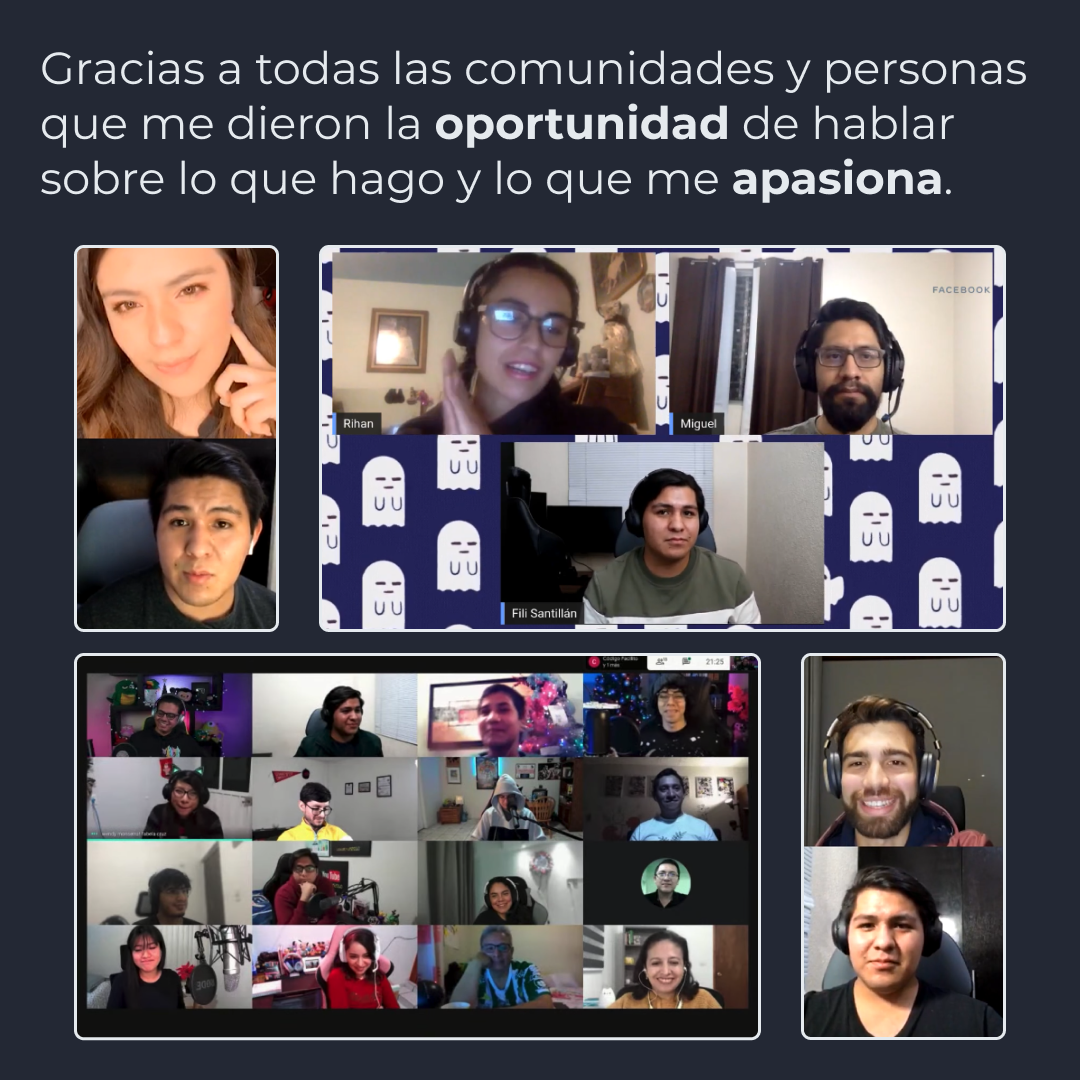 Gracias a todas las comunidades y personas
que me dieron la oportunidad de hablar
sobre lo que hago y lo que me apasiona.
FACEBOOK
Rihan
Miguel
Fili Santillán
21:25